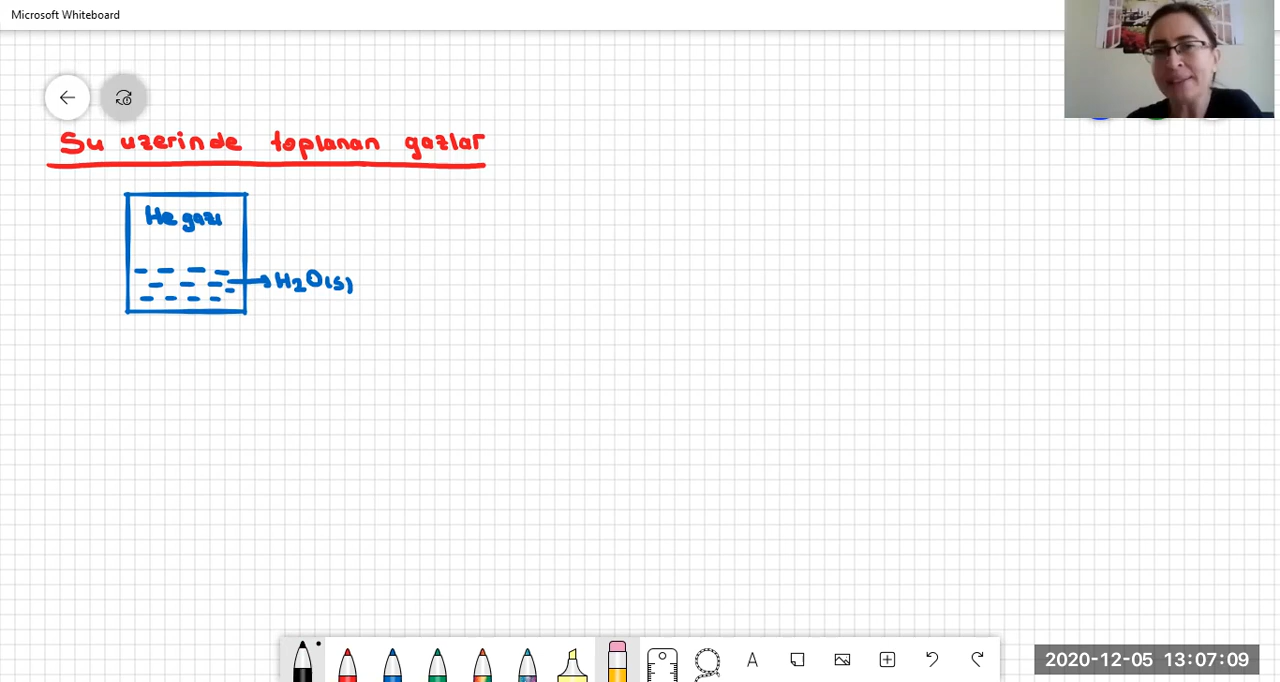 Microsoft Whiteboard
Su uzerinde toplanan gazlar
He gazı
H2O(s)
A
2020-12-05 13:07:09